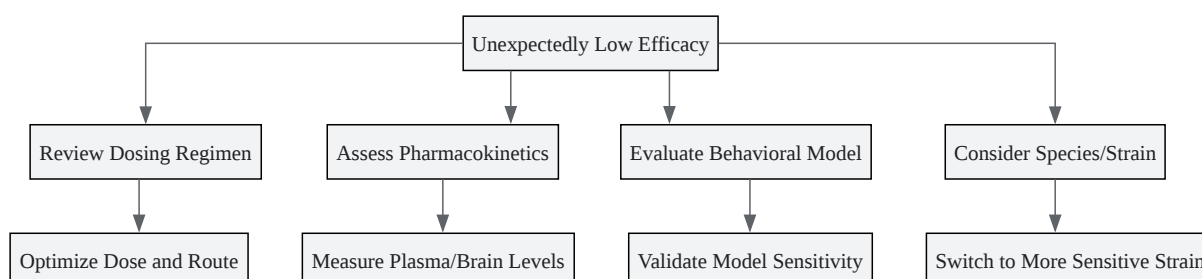 Unexpectedly Low Efficacy
Review Dosing Regimen
Assess Pharmacokinetics
Evaluate Behavioral Model
Consider Species/Strain
Optimize Dose and Route
Measure Plasma/Brain Levels
Validate Model Sensitivity
Switch to More Sensitive Strain